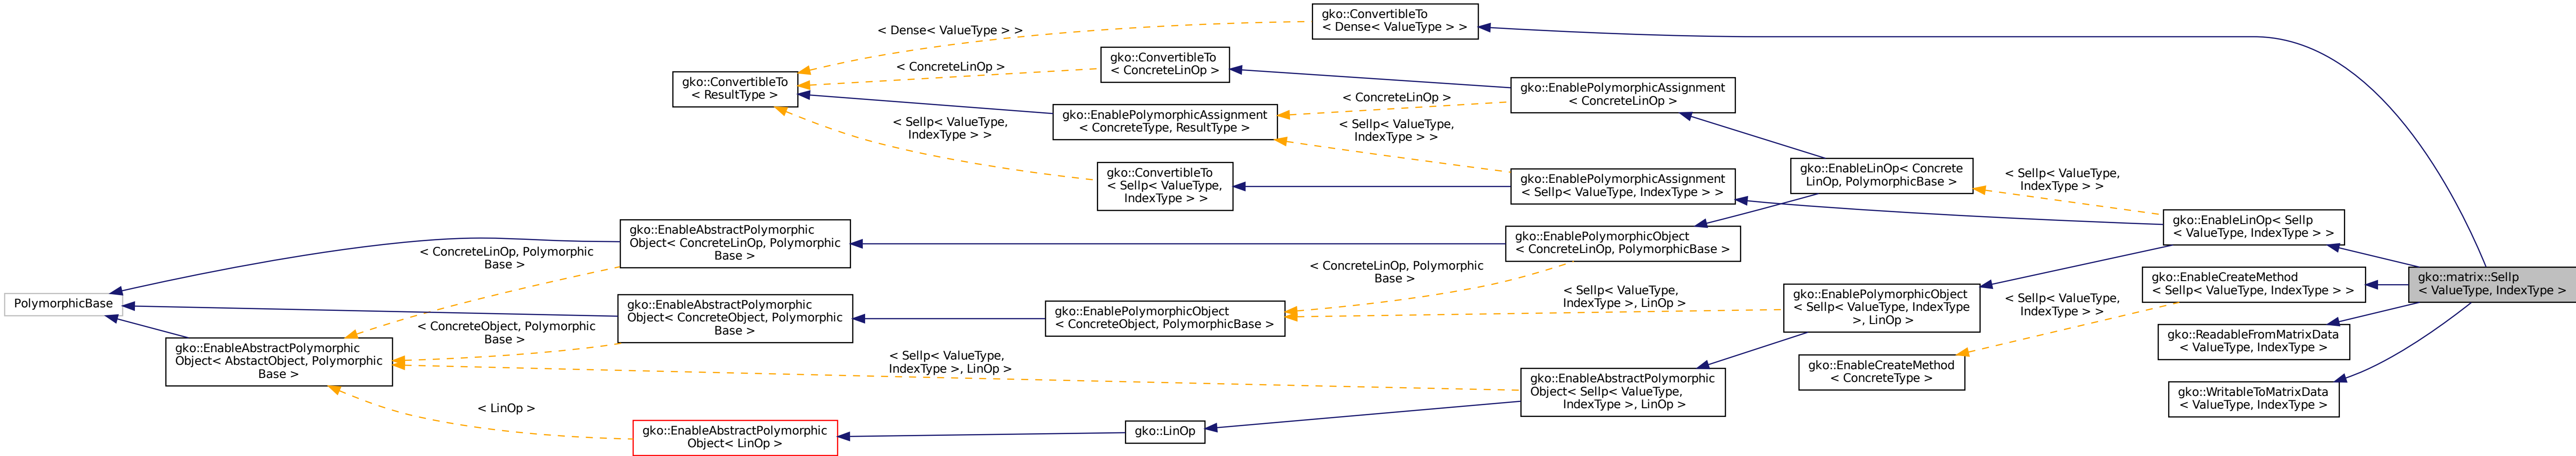 gko::ConvertibleTo
< Dense< ValueType > >
< Dense< ValueType > >
gko::ConvertibleTo
< ConcreteLinOp >
< ConcreteLinOp >
gko::ConvertibleTo
< ResultType >
gko::EnablePolymorphicAssignment
< ConcreteLinOp >
< ConcreteLinOp >
gko::EnablePolymorphicAssignment
< ConcreteType, ResultType >
< Sellp< ValueType,
IndexType > >
< Sellp< ValueType,
IndexType > >
gko::ConvertibleTo
< Sellp< ValueType,
IndexType > >
gko::EnablePolymorphicAssignment
< Sellp< ValueType, IndexType > >
gko::EnableLinOp< Concrete
LinOp, PolymorphicBase >
< Sellp< ValueType,
IndexType > >
gko::EnableLinOp< Sellp
< ValueType, IndexType > >
gko::EnableAbstractPolymorphic
Object< ConcreteLinOp, Polymorphic
Base >
gko::EnablePolymorphicObject
< ConcreteLinOp, PolymorphicBase >
< ConcreteLinOp, Polymorphic
Base >
< ConcreteLinOp, Polymorphic
Base >
gko::EnableCreateMethod
< Sellp< ValueType, IndexType > >
gko::matrix::Sellp
< ValueType, IndexType >
PolymorphicBase
gko::EnableAbstractPolymorphic
Object< ConcreteObject, Polymorphic
Base >
gko::EnablePolymorphicObject
< ConcreteObject, PolymorphicBase >
< Sellp< ValueType,
IndexType >, LinOp >
gko::EnablePolymorphicObject
< Sellp< ValueType, IndexType
>, LinOp >
< Sellp< ValueType,
IndexType > >
< ConcreteObject, Polymorphic
Base >
gko::ReadableFromMatrixData
< ValueType, IndexType >
gko::EnableAbstractPolymorphic
Object< AbstactObject, Polymorphic
Base >
< Sellp< ValueType,
IndexType >, LinOp >
gko::EnableCreateMethod
< ConcreteType >
gko::EnableAbstractPolymorphic
Object< Sellp< ValueType,
IndexType >, LinOp >
gko::WritableToMatrixData
< ValueType, IndexType >
< LinOp >
gko::EnableAbstractPolymorphic
Object< LinOp >
gko::LinOp